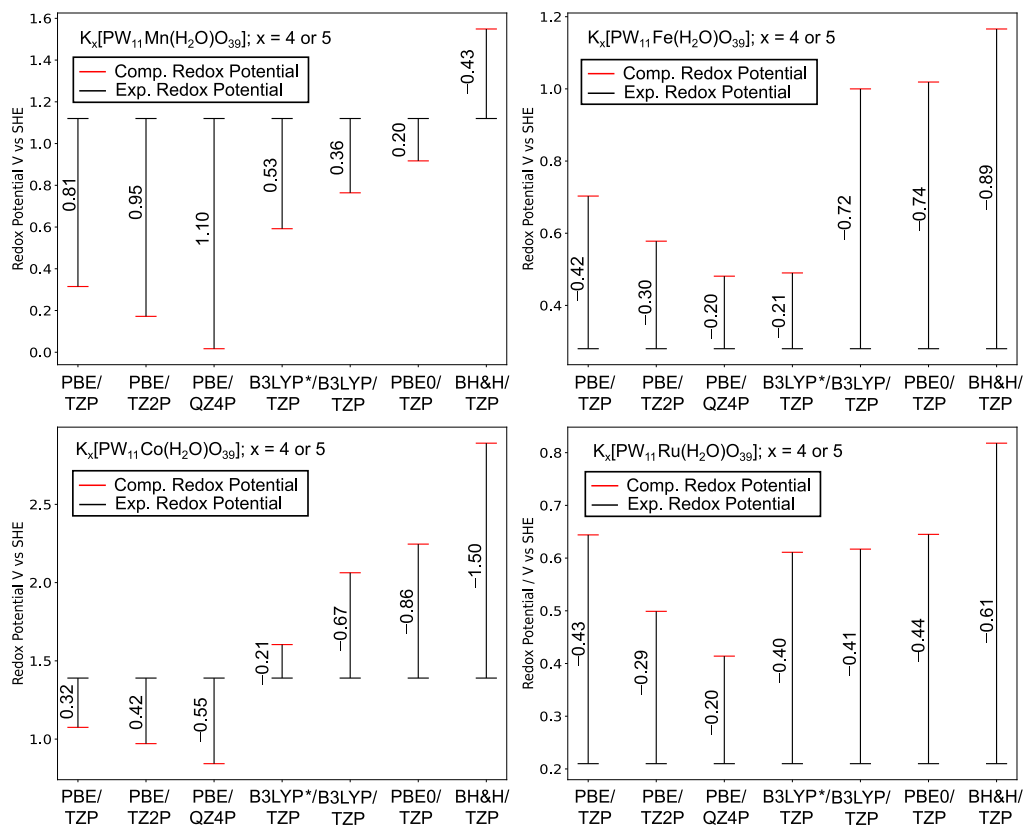 Kₓ[PW₁₁Mn(H₂O)O₃₉]; x = 4 or 5
Comp. Redox Potential
Exp. Redox Potential
Redox Potential V vs SHE
1.6
1.4
1.2
1.0
0.8
0.6
0.4
0.2
0.0
0.81
0.95
1.10
0.53
0.36
0.20
−0.43
PBE/ PBE/ PBE/ B3LYP*/ B3LYP/ PBE0/ BH&H/
TZP TZ2P QZ4P TZP TZP TZP TZP
Kₓ[PW₁₁Fe(H₂O)O₃₉]; x = 4 or 5
Comp. Redox Potential
Exp. Redox Potential
Redox Potential V vs SHE
1.2
1.0
0.8
0.6
0.4
−0.42
−0.30
−0.20
−0.21
−0.72
−0.74
−0.89
PBE/ PBE/ PBE/ B3LYP*/ B3LYP/ PBE0/ BH&H/
TZP TZ2P QZ4P TZP TZP TZP TZP
Kₓ[PW₁₁Co(H₂O)O₃₉]; x = 4 or 5
Comp. Redox Potential
Exp. Redox Potential
Redox Potential V vs SHE
2.5
2.0
1.5
1.0
0.32
0.42
−0.55
−0.21
−0.67
−0.86
−1.50
PBE/ PBE/ PBE/ B3LYP*/ B3LYP/ PBE0/ BH&H/
TZP TZ2P QZ4P TZP TZP TZP TZP
Kₓ[PW₁₁Ru(H₂O)O₃₉]; x = 4 or 5
Comp. Redox Potential
Exp. Redox Potential
Redox Potential / V vs SHE
0.8
0.7
0.6
0.5
0.4
0.3
0.2
−0.43
−0.29
−0.20
−0.40
−0.41
−0.44
−0.61
PBE/ PBE/ PBE/ B3LYP*/ B3LYP/ PBE0/ BH&H/
TZP TZ2P QZ4P TZP TZP TZP TZP